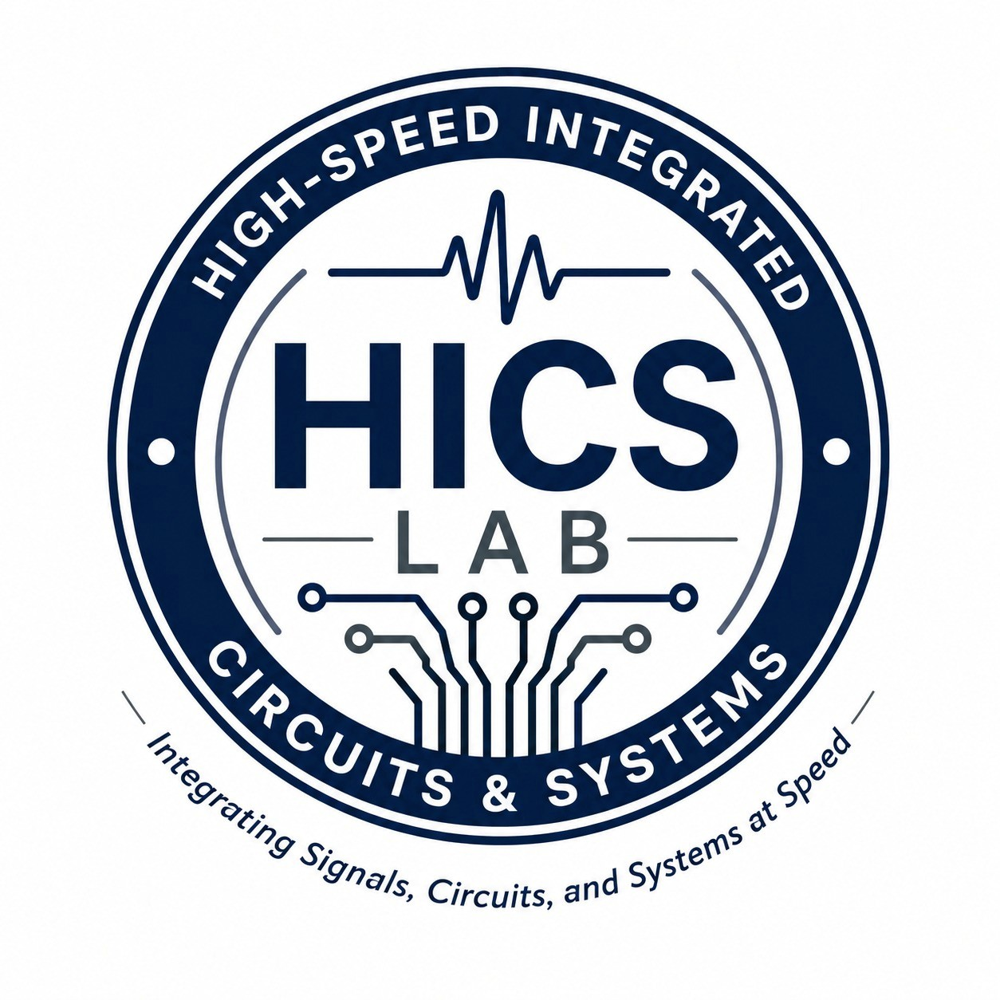 HIGH-SPEED INTEGRATED
HICS
LAB
CIRCUITS & SYSTEMS
Integrating Signals, Circuits, and Systems at Speed